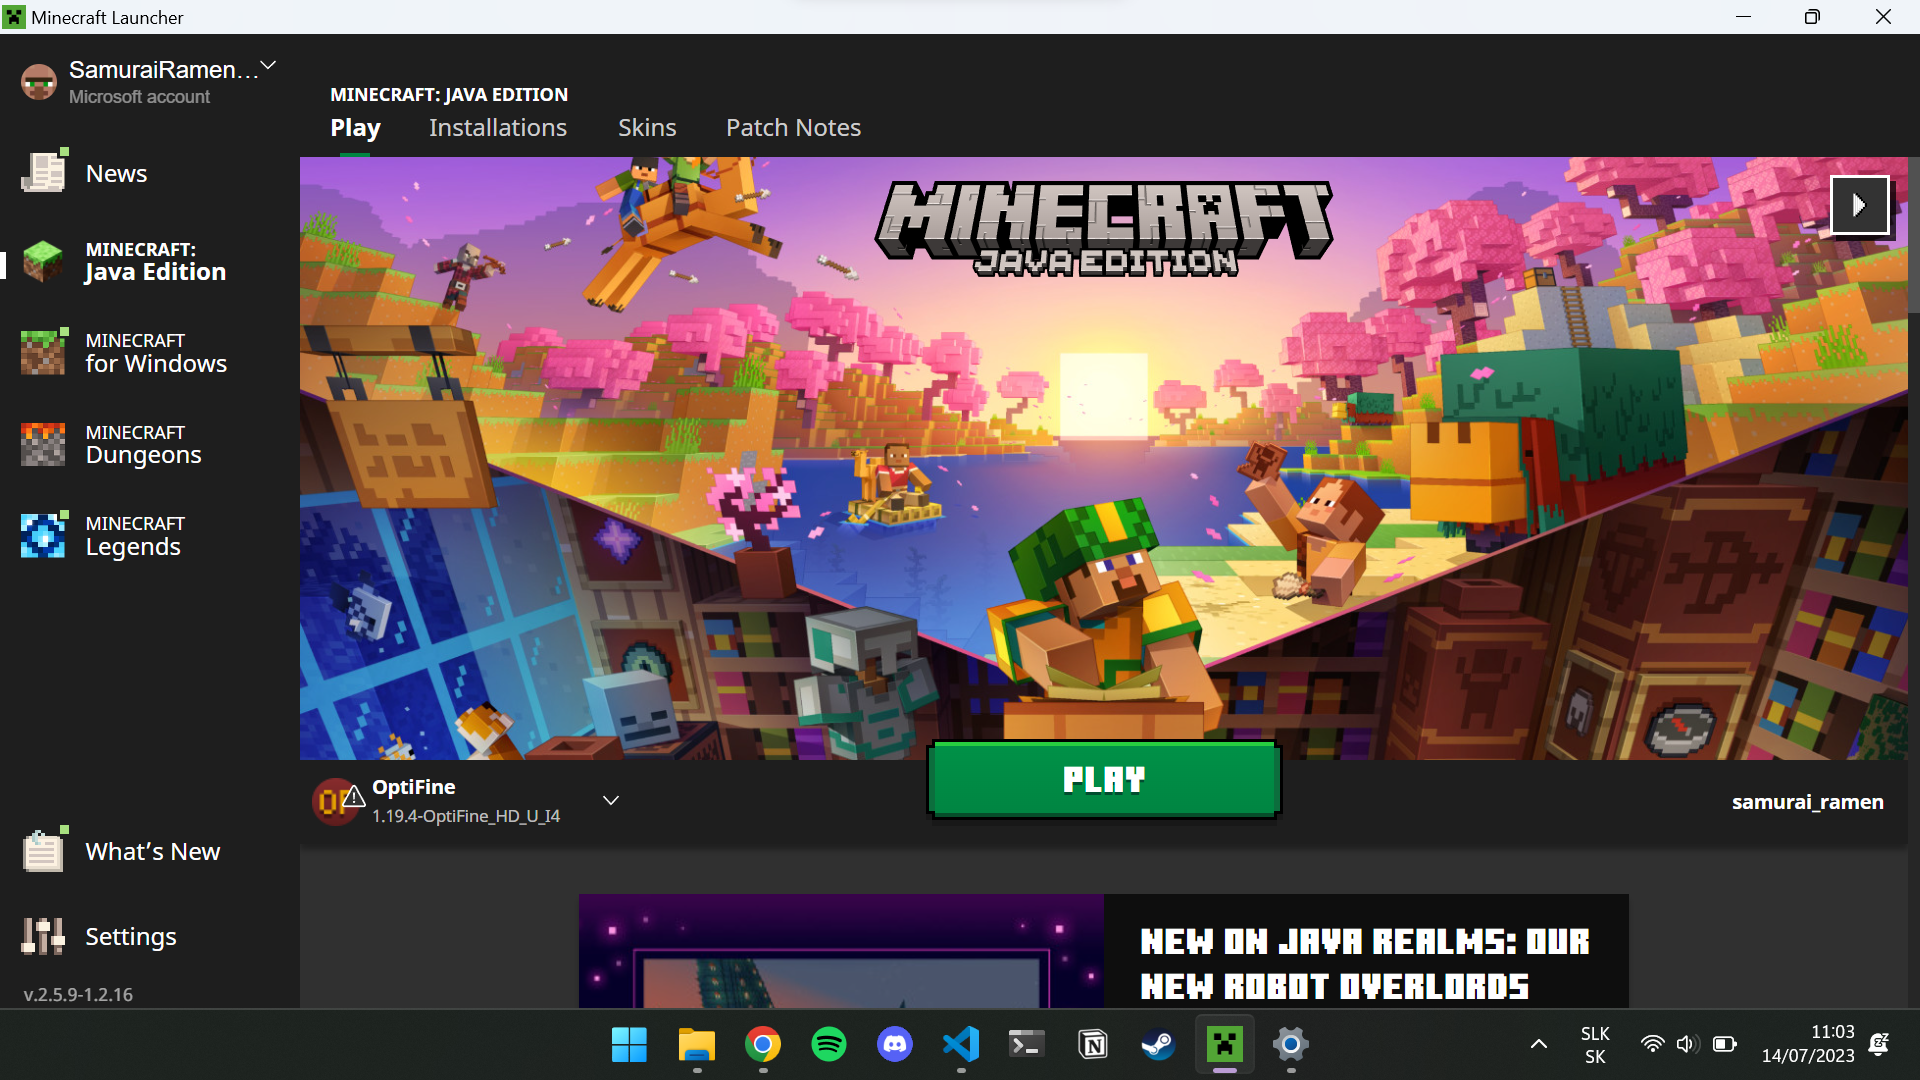 Minecraft Launcher
SamuraiRamen...
Microsoft account
News
MINECRAFT:
Java Edition
MINECRAFT
for Windows
MINECRAFT
Dungeons
MINECRAFT
Legends
What's New
Settings
v.2.5.9-1.2.16
MINECRAFT: JAVA EDITION
Play
Installations
Skins
Patch Notes
MINECRAFT
JAVA EDITION
OptiFine
1.19.4-OptiFine_HD_U_I4
PLAY
samurai_ramen
NEW ON JAVA REALMS: OUR
NEW ROBOT OVERLORDS
SLK
SK
11:03
14/07/2023